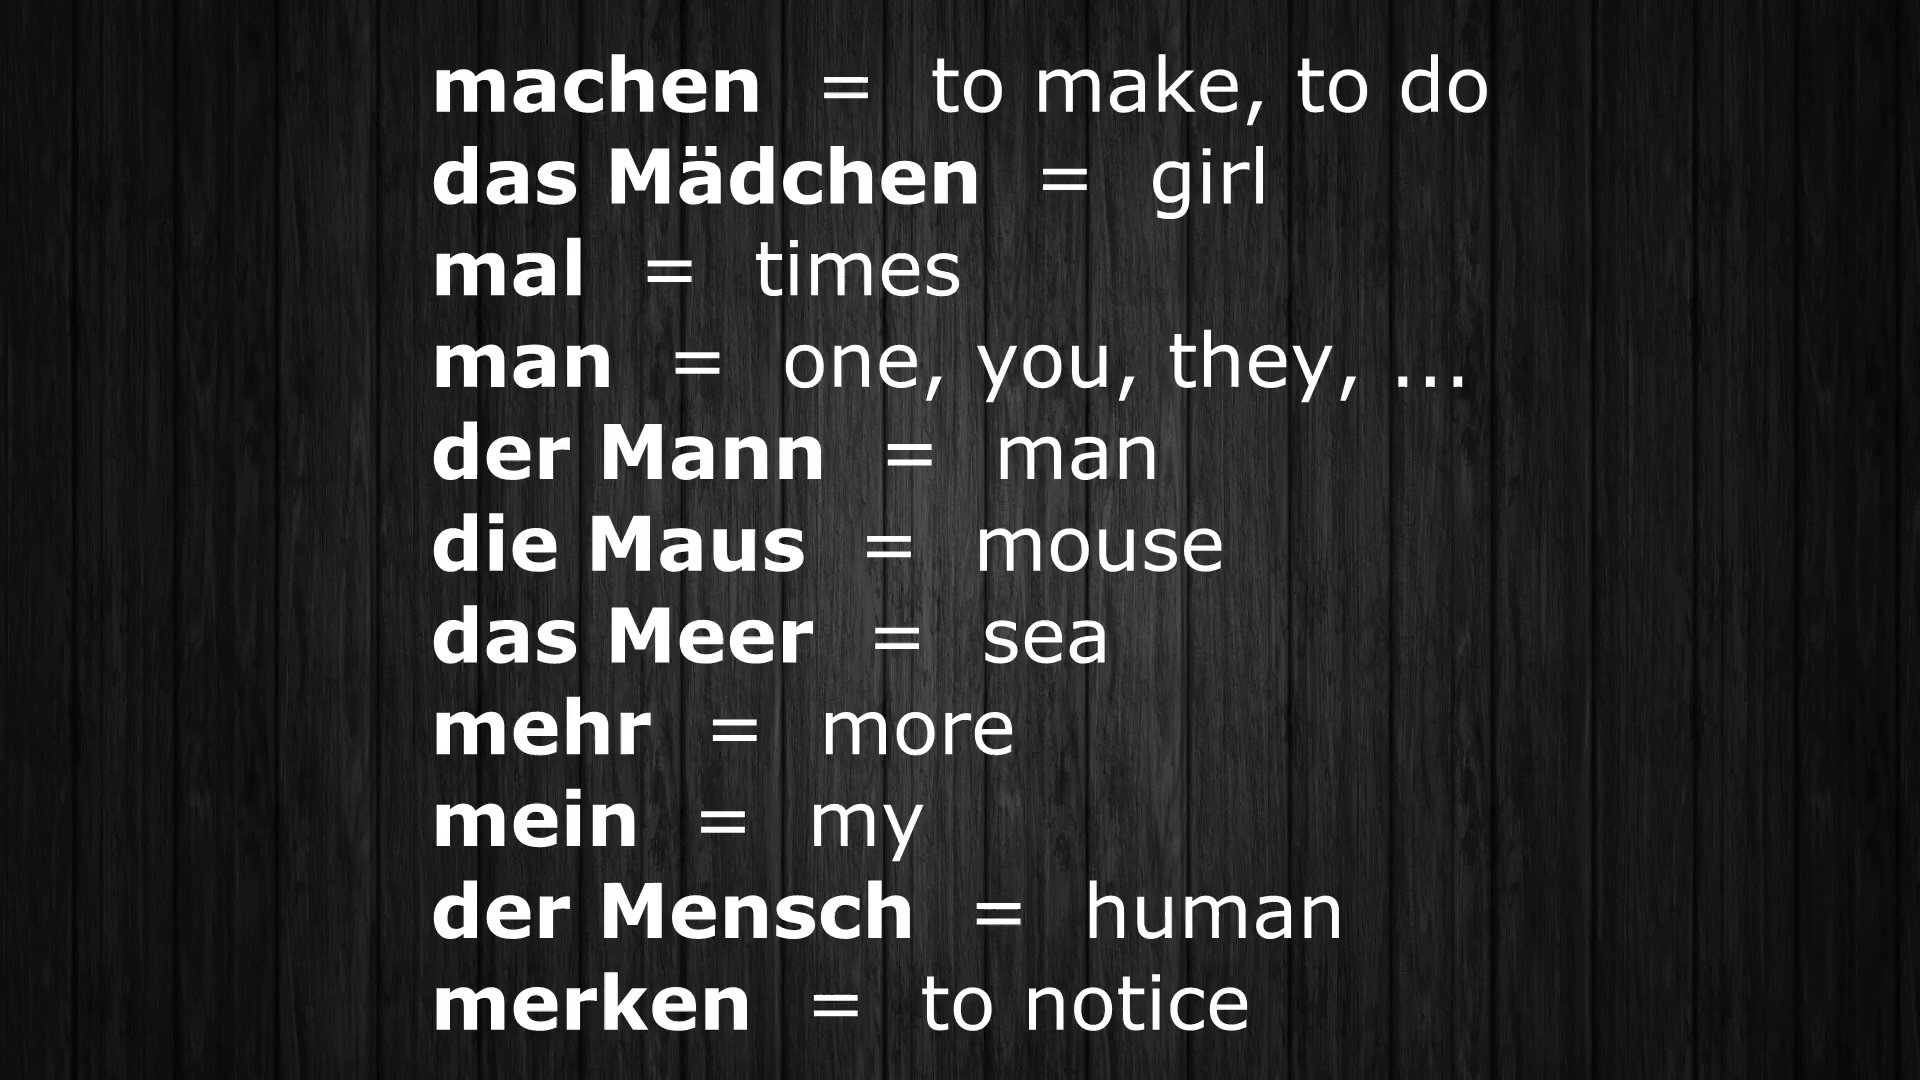 machen = to make, to do
das Mädchen = girl
mal = times
man = one, you, they, ...
der Mann = man
die Maus = mouse
das Meer = sea
mehr = more
mein = my
der Mensch = human
merken = to notice